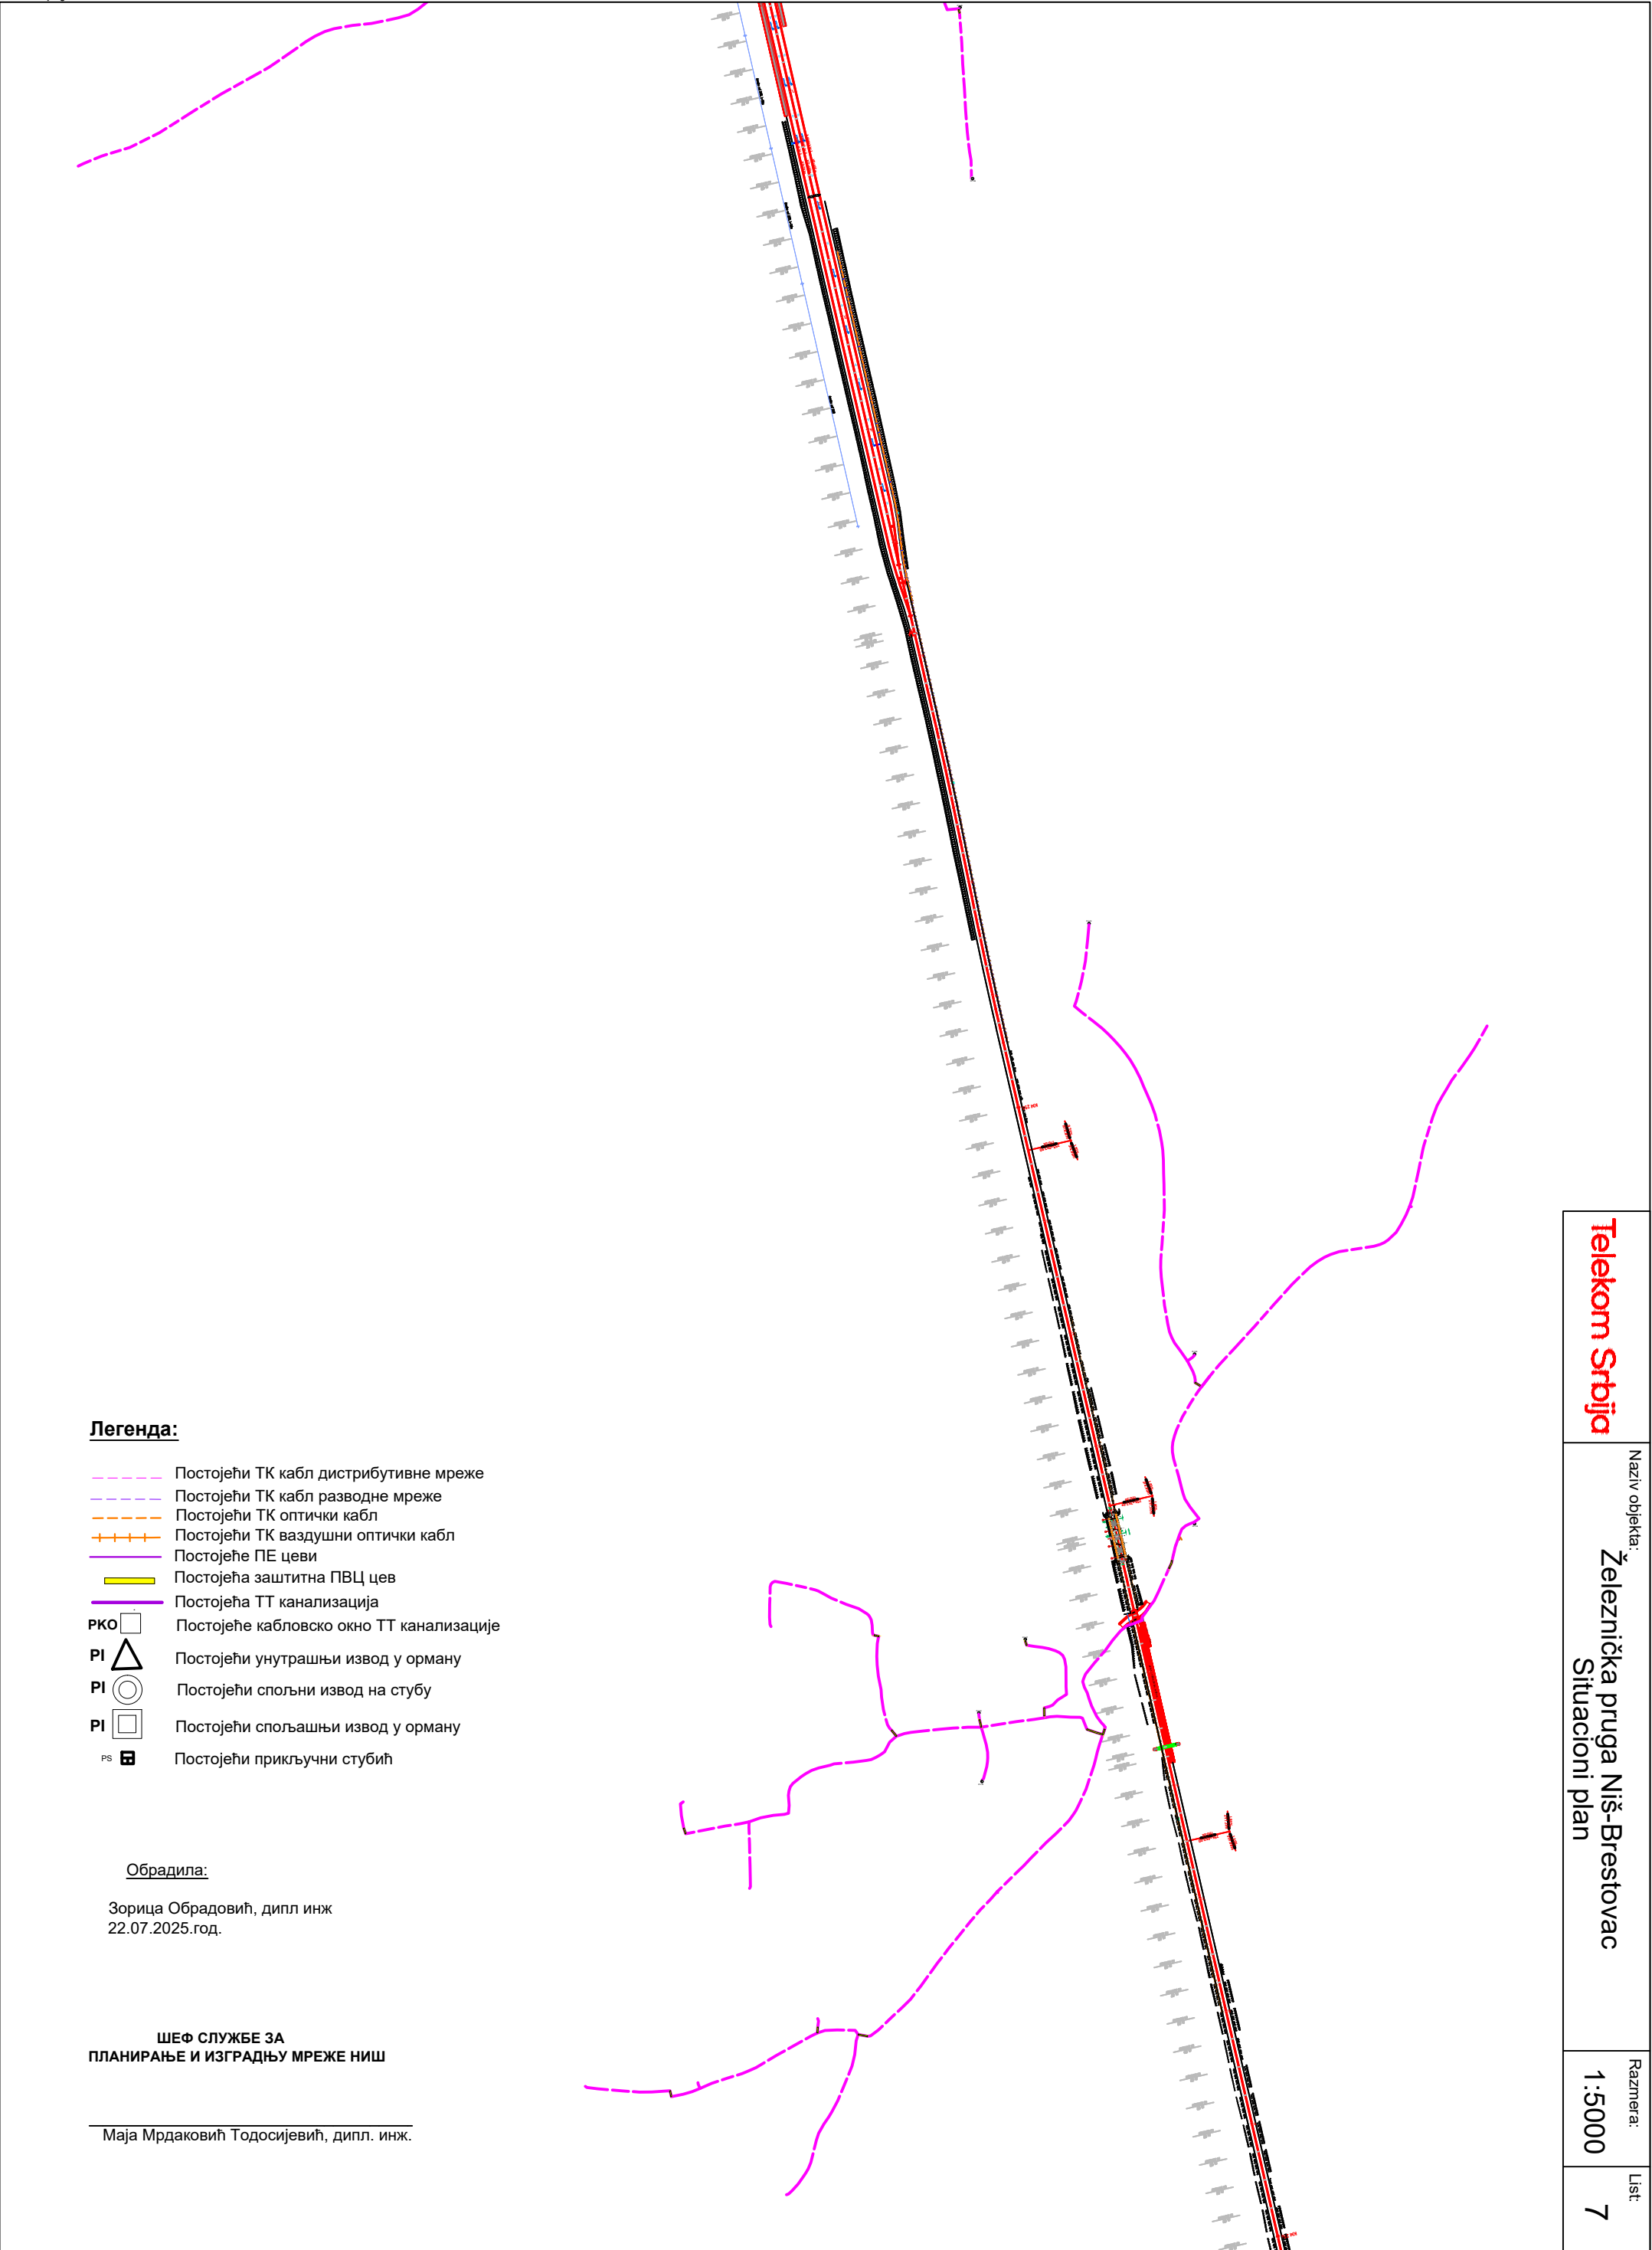 Легенда:
Постојећи ТК кабл дистрибутивне мреже
Постојећи ТК кабл разводне мреже
Постојећи ТК оптички кабл
Постојећи ТК ваздушни оптички кабл
Постојеће ПЕ цеви
Постојећа заштитна ПВЦ цев
Постојећа ТТ канализација
РКО Постојеће кабловско окно ТТ канализације
PI Постојећи унутрашњи извод у орману
PI Постојећи спољни извод на стубу
PI Постојећи спољашњи извод у орману
PS Постојећи прикључни стубић
Обрадила:
Зорица Обрадовић, дипл инж
22.07.2025.год.
ШЕФ СЛУЖБЕ ЗА
ПЛАНИРАЊЕ И ИЗГРАДЊУ МРЕЖЕ НИШ
Маја Мрдаковић Тодосијевић, дипл. инж.
Telekom Srbija
Naziv objekta:
Železnička pruga Niš-Brestovac
Situacioni plan
Razmera:
1:5000
List:
7